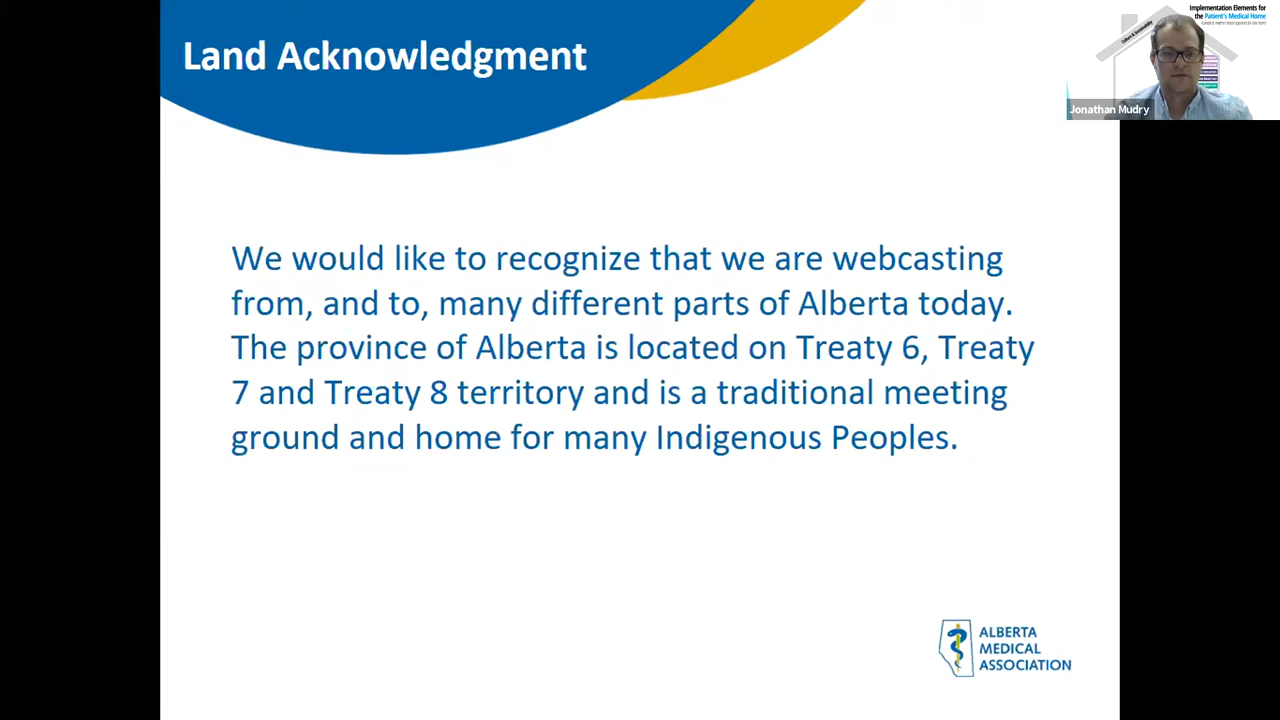 Land Acknowledgment
Implementation Elements for
the Patient's Medical Home
Jonathan Mudry
We would like to recognize that we are webcasting
from, and to, many different parts of Alberta today.
The province of Alberta is located on Treaty 6, Treaty
7 and Treaty 8 territory and is a traditional meeting
ground and home for many Indigenous Peoples.
ALBERTA
MEDICAL
ASSOCIATION